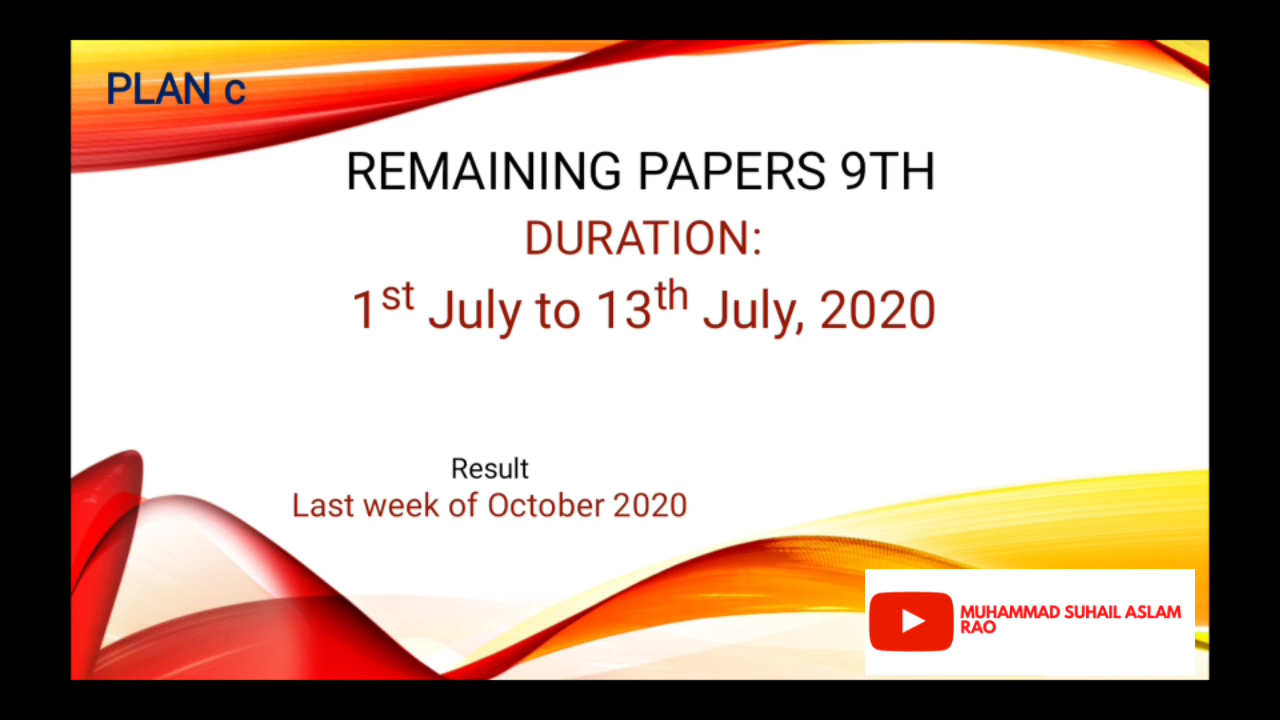 PLAN c
REMAINING PAPERS 9TH
DURATION:
1st July to 13th July, 2020
Result
Last week of October 2020
MUHAMMAD SUHAIL ASLAM
RAO